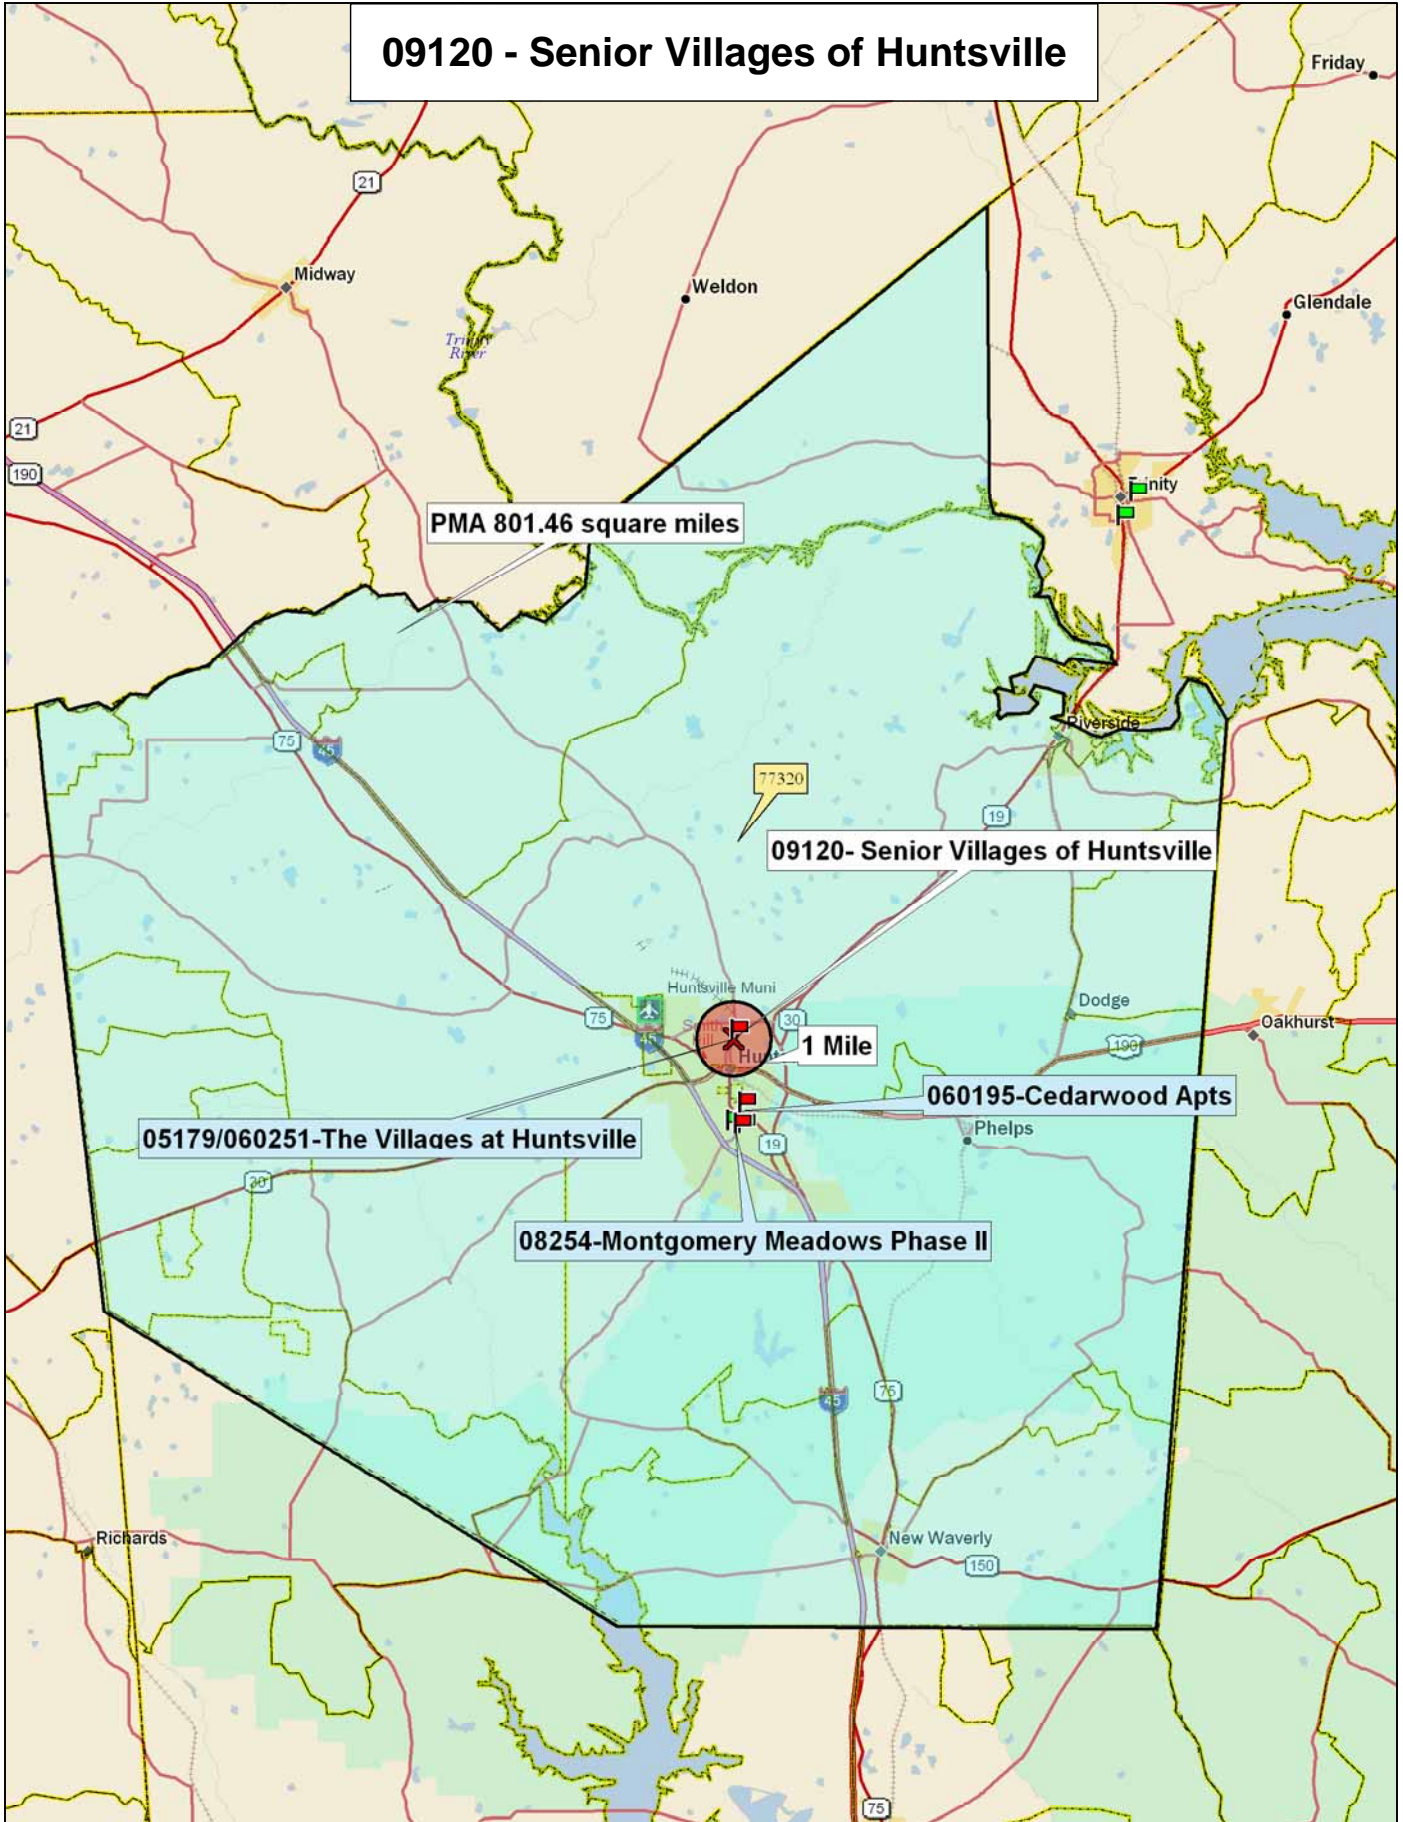 09120 - Senior Villages of Huntsville
Friday
21
Midway
Weldon
Glendale
Trinity
River
21
190
PMA 801.46 square miles
Riverside
75
45
77320
19
09120- Senior Villages of Huntsville
Huntsville Muni
Dodge
75
30
Oakhurst
45
1 Mile
190
060195-Cedarwood Apts
05179/060251-The Villages at Huntsville
Phelps
19
30
08254-Montgomery Meadows Phase II
75
45
Richards
New Waverly
150
75